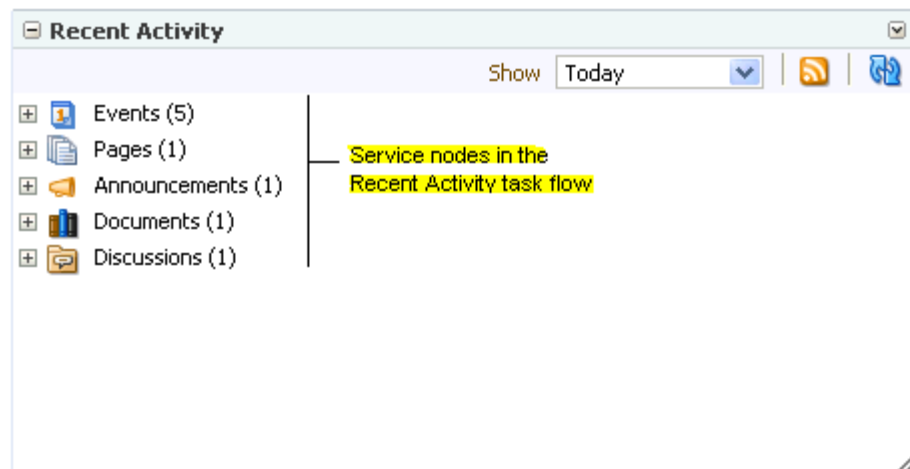 Recent Activity
Show Today
Events (5)
Pages (1)
Announcements (1)
Documents (1)
Discussions (1)
Service nodes in the
Recent Activity task flow